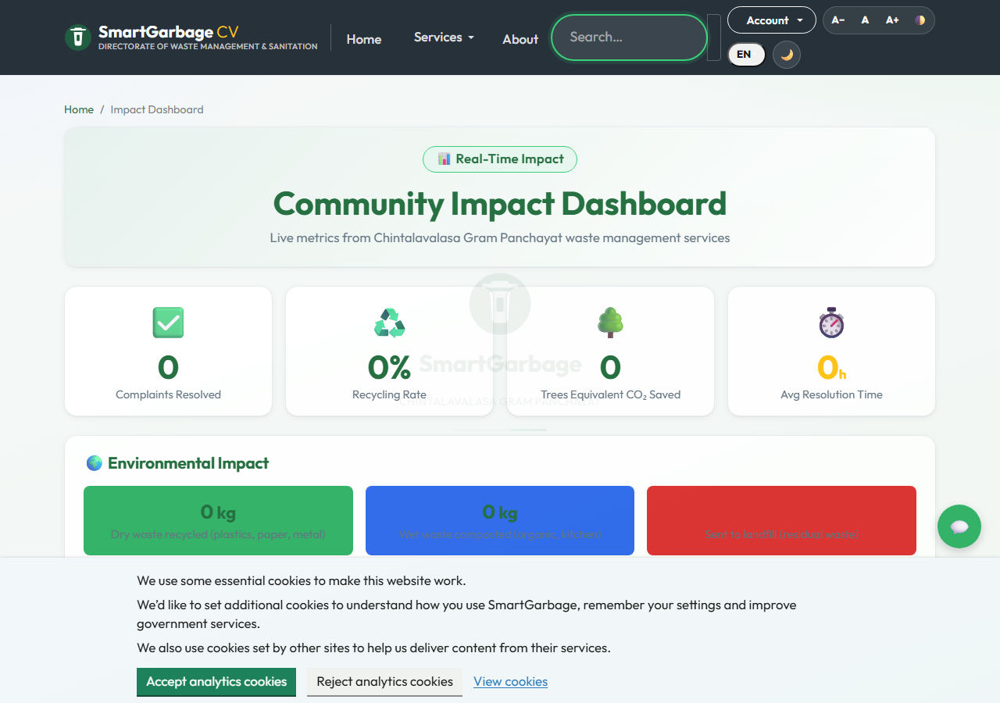 SmartGarbage CV
DIRECTORATE OF WASTE MANAGEMENT & SANITATION
Home
Services
About
Search...
Account
A−
A
A+
EN
Home / Impact Dashboard
Real-Time Impact
Community Impact Dashboard
Live metrics from Chintalavalasa Gram Panchayat waste management services
0
Complaints Resolved
0%
Recycling Rate
0
Trees Equivalent CO₂ Saved
0h
Avg Resolution Time
SmartGarbage
CHINTALAVALASA GRAM PANCHAYAT
Environmental Impact
0 kg
Dry waste recycled (plastics, paper, metal)
0 kg
Wet waste composted (organic, kitchen)
Sent to landfill (residual waste)
We use some essential cookies to make this website work.
We’d like to set additional cookies to understand how you use SmartGarbage, remember your settings and improve
government services.
We also use cookies set by other sites to help us deliver content from their services.
Accept analytics cookies
Reject analytics cookies
View cookies